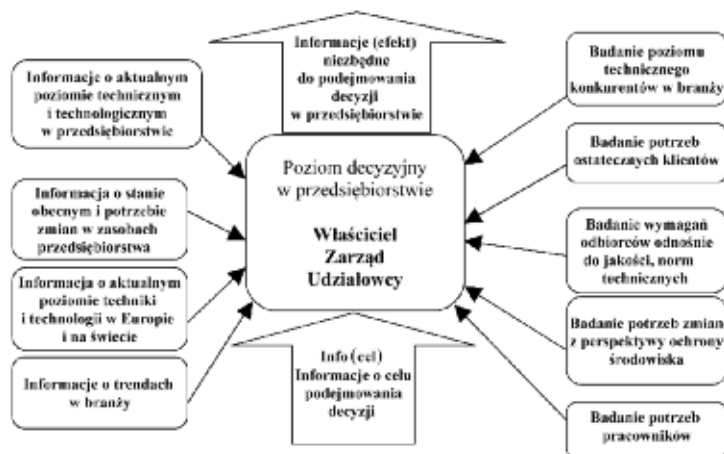 Informacje o aktualnym
poziomie technicznym
i technologicznym
w przedsiębiorstwie
Informacja o stanie
obecnym i potrzebie
zmian w zasobach
przedsiębiorstwa
Informacja o aktualnym
poziomie techniki
i technologii w Europie
i na świecie
Informacje o trendach
w branży
Informacje (efekt)
niezbędne
do podejmowania
decyzji
w przedsiębiorstwie
Poziom decyzyjny
w przedsiębiorstwie
Właściciel
Zarząd
Udziałowcy
Info (cel)
Informacje o celu
podejmowania
decyzji
Badanie poziomu
technicznego
konkurentów w branży
Badanie potrzeb
ostatecznych klientów
Badanie wymagań
odbiorców odnośnie
do jakości, norm
technicznych
Badanie potrzeb zmian
z perspektywy ochrony
środowiska
Badanie potrzeb
pracowników